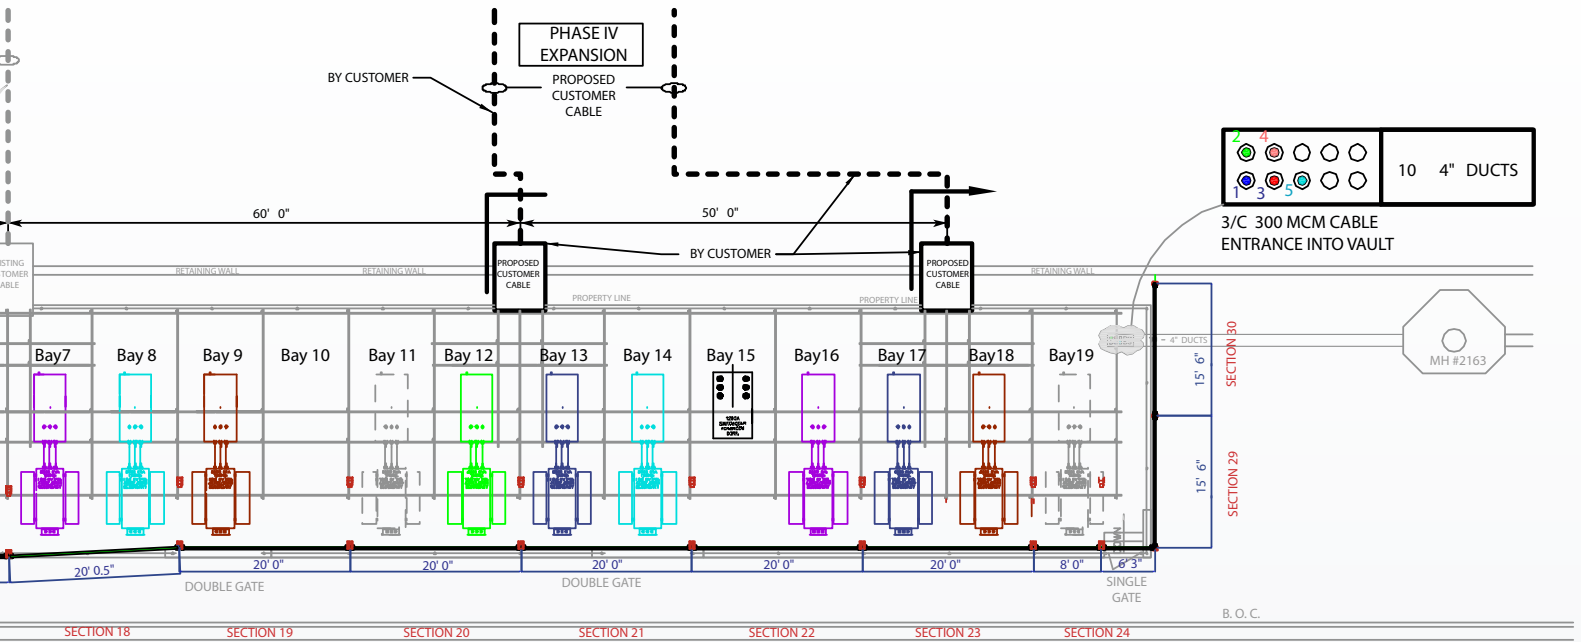 PHASE IV
EXPANSION
BY CUSTOMER
PROPOSED
CUSTOMER
CABLE
2 4
1 3 5
10 4" DUCTS
3/C 300 MCM CABLE
ENTRANCE INTO VAULT
60' 0"
50' 0"
BY CUSTOMER
PROPOSED
CUSTOMER
CABLE
PROPOSED
CUSTOMER
CABLE
RETAINING WALL
RETAINING WALL
RETAINING WALL
PROPERTY LINE
PROPERTY LINE
4" DUCTS
MH #2163
Bay7
Bay 8
Bay 9
Bay 10
Bay 11
Bay 12
Bay 13
Bay 14
Bay 15
Bay16
Bay 17
Bay18
Bay19
15' 6"
SECTION 30
15' 6"
SECTION 29
20' 0.5"
20' 0"
20' 0"
20' 0"
20' 0"
20' 0"
8' 0"
6'3"
DOUBLE GATE
DOUBLE GATE
SINGLE
GATE
B. O. C.
SECTION 18
SECTION 19
SECTION 20
SECTION 21
SECTION 22
SECTION 23
SECTION 24